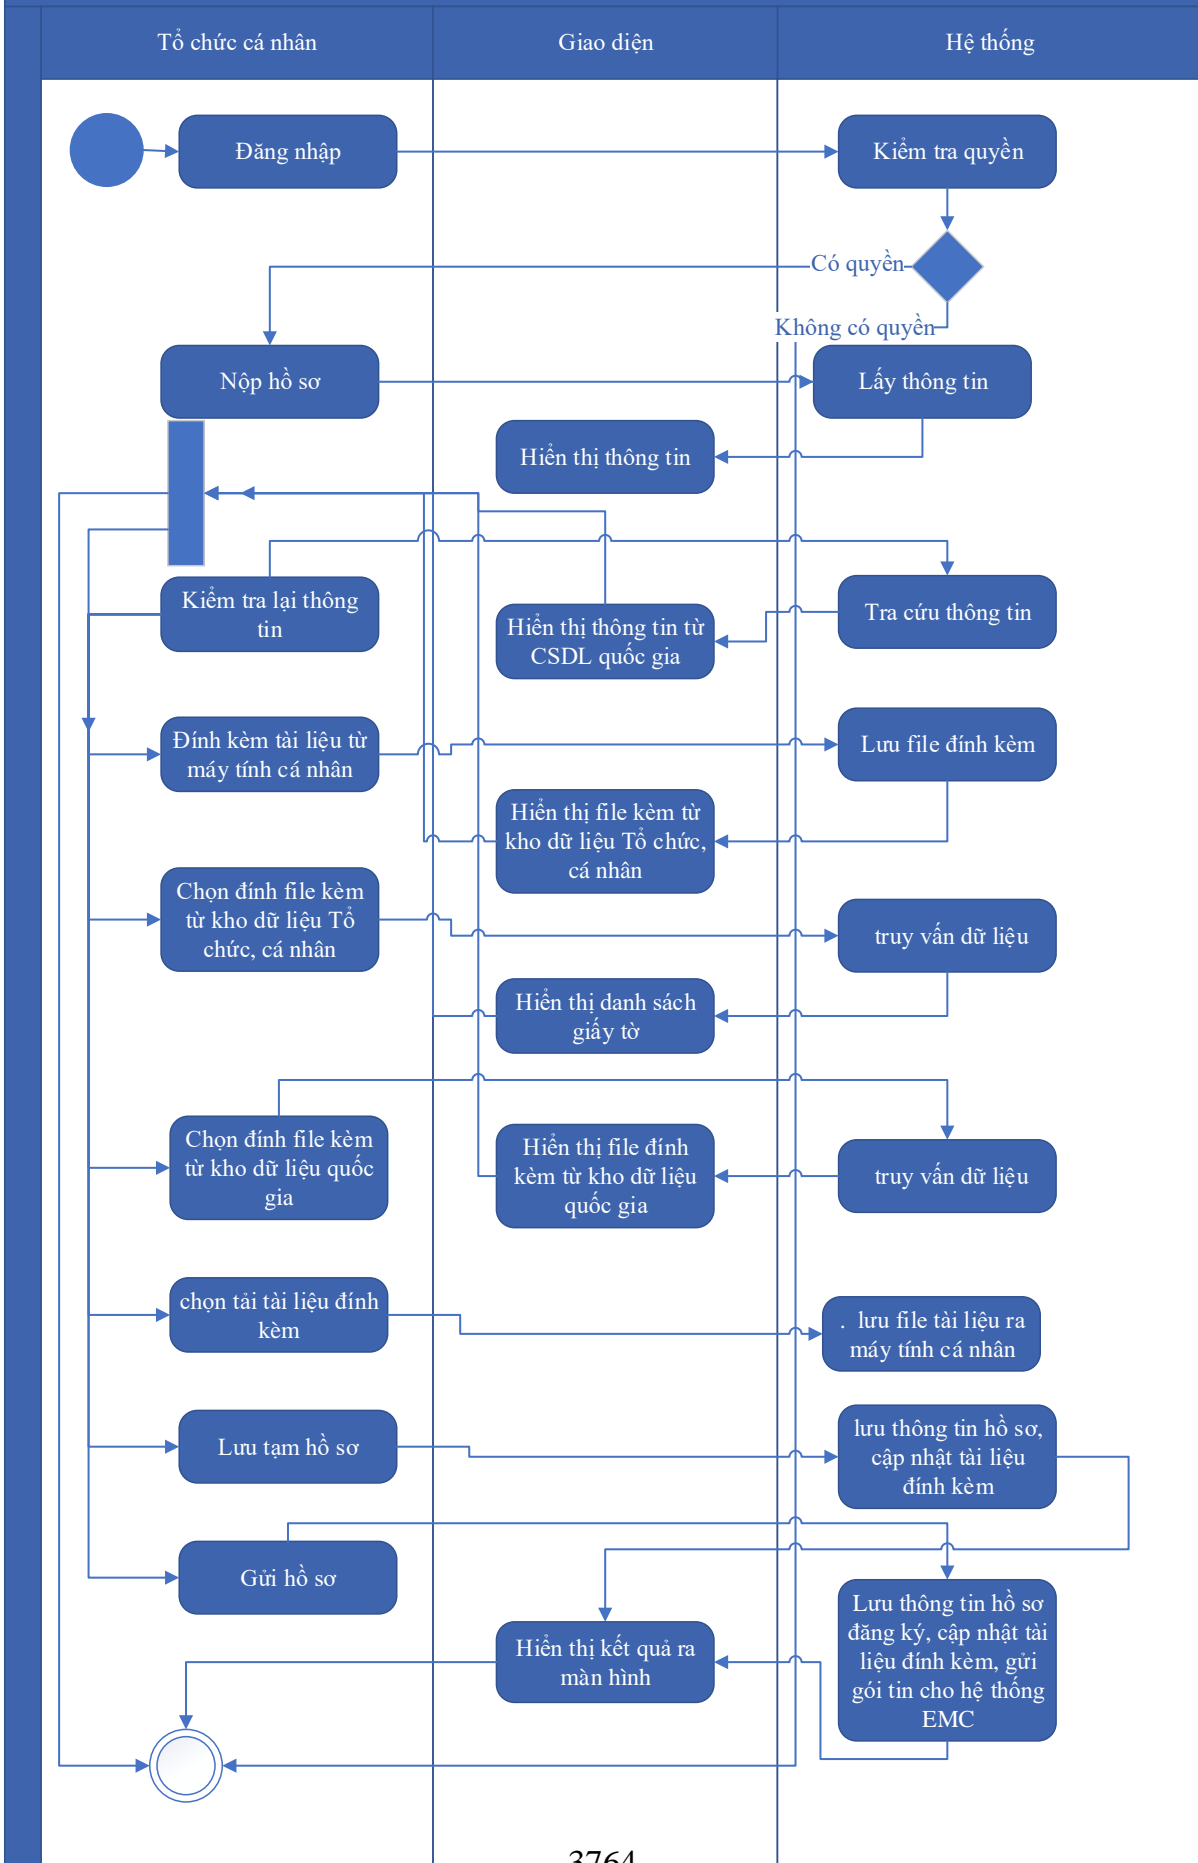 Tổ chức cá nhân
Giao diện
Hệ thống
Đăng nhập
Kiểm tra quyền
Có quyền
Không có quyền
Nộp hồ sơ
Lấy thông tin
Hiển thị thông tin
Kiểm tra lại thông
tin
Tra cứu thông tin
Hiển thị thông tin từ
CSDL quốc gia
Đính kèm tài liệu từ
máy tính cá nhân
Lưu file đính kèm
Hiển thị file kèm từ
kho dữ liệu Tổ chức,
cá nhân
Chọn đính file kèm
từ kho dữ liệu Tổ
chức, cá nhân
truy vấn dữ liệu
Hiển thị danh sách
giấy tờ
Chọn đính file kèm
từ kho dữ liệu quốc
gia
Hiển thị file đính
kèm từ kho dữ liệu
quốc gia
truy vấn dữ liệu
chọn tải tài liệu đính
kèm
. lưu file tài liệu ra
máy tính cá nhân
Lưu tạm hồ sơ
lưu thông tin hồ sơ,
cập nhật tài liệu
đính kèm
Gửi hồ sơ
Lưu thông tin hồ sơ
đăng ký, cập nhật tài
liệu đính kèm, gửi
gói tin cho hệ thống
EMC
Hiển thị kết quả ra
màn hình
3764